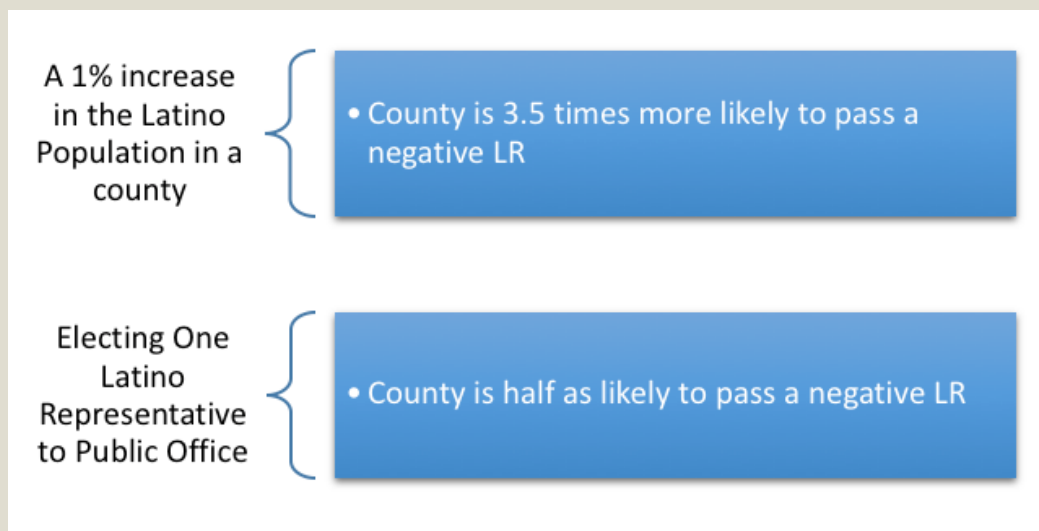 A 1% increase
in the Latino
Population in a
county
• County is 3.5 times more likely to pass a
negative LR
Electing One
Latino
Representative
to Public Office
• County is half as likely to pass a negative LR